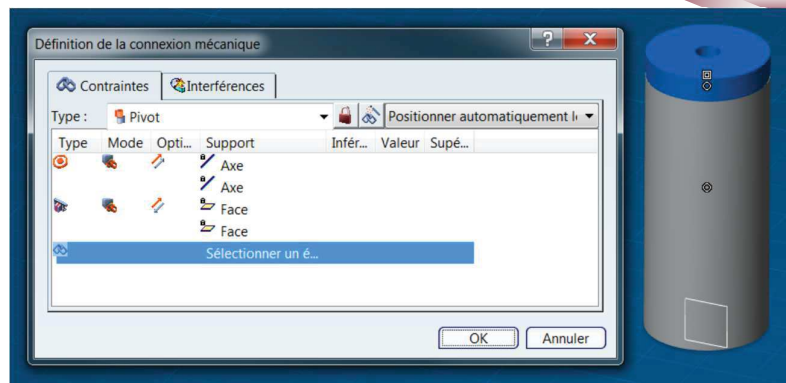 Définition de la connexion mécanique
Contraintes Interférences
Type : Pivot Positionner automatiquement l
Type Mode Opti... Support Infér... Valeur Supé...
Axe
Axe
Face
Face
Sélectionner un é...
OK Annuler